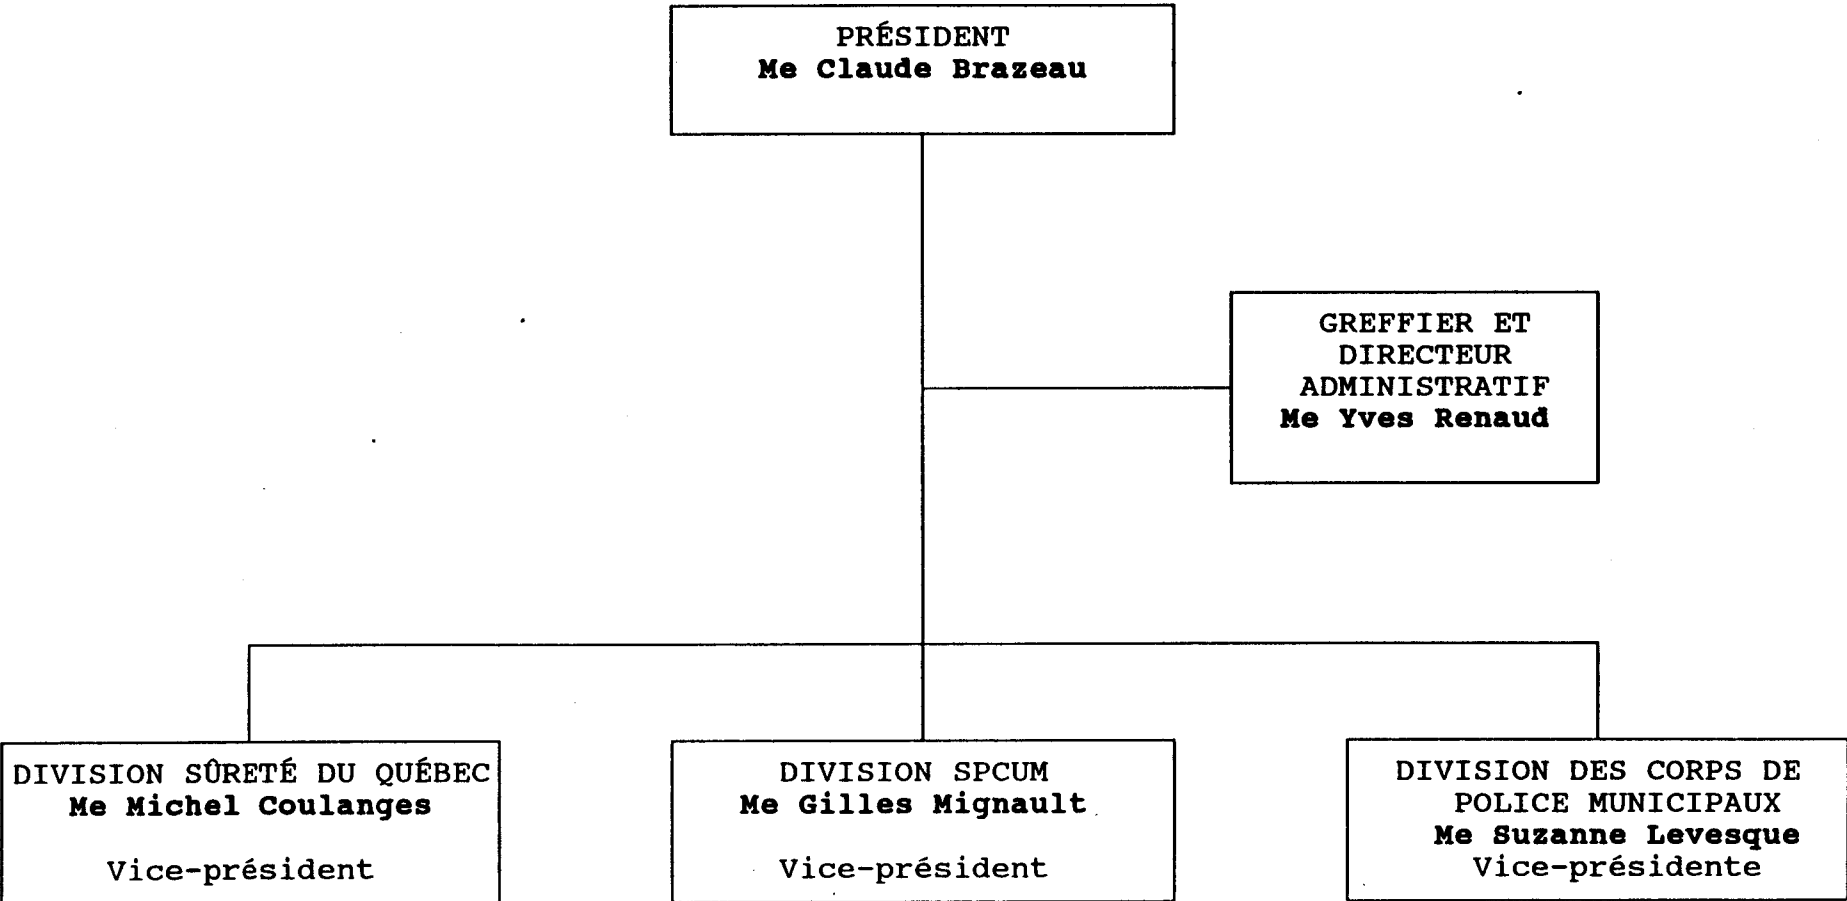 PRÉSIDENT
Me Claude Brazeau
GREFFIER ET
DIRECTEUR
ADMINISTRATIF
Me Yves Renaud
DIVISION SÛRETÉ DU QUÉBEC
Me Michel Coulanges
Vice-président
DIVISION SPCUM
Me Gilles Mignault
Vice-président
DIVISION DES CORPS DE
POLICE MUNICIPAUX
Me Suzanne Levesque
Vice-présidente